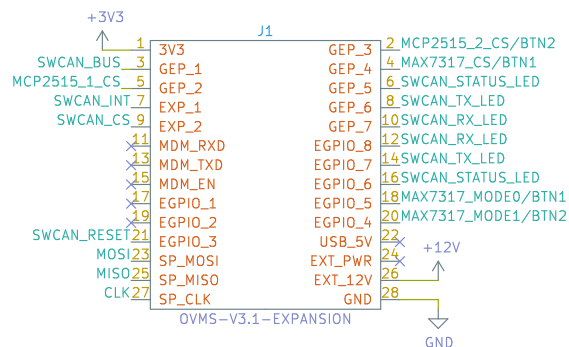 +3V3
J1
1 3V3 GEP_3 2 MCP2515_2_CS/BTN2
SWCAN_BUS 3 GEP_1 GEP_4 4 MAX7317_CS/BTN1
MCP2515_1_CS 5 GEP_2 GEP_5 6 SWCAN_STATUS_LED
SWCAN_INT 7 EXP_1 GEP_6 8 SWCAN_TX_LED
SWCAN_CS 9 EXP_2 GEP_7 10 SWCAN_RX_LED
11 MDM_RXD EGPIO_8 12 SWCAN_RX_LED
13 MDM_TXD EGPIO_7 14 SWCAN_TX_LED
15 MDM_EN EGPIO_6 16 SWCAN_STATUS_LED
17 EGPIO_1 EGPIO_5 18 MAX7317_MODE0/BTN1
19 EGPIO_2 EGPIO_4 20 MAX7317_MODE1/BTN2
SWCAN_RESET 21 EGPIO_3 USB_5V 22
MOSI 23 SP_MOSI EXT_PWR 24 +12V
MISO 25 SP_MISO EXT_12V 26
CLK 27 SP_CLK GND 28
OVMS-V3.1-EXPANSION
GND